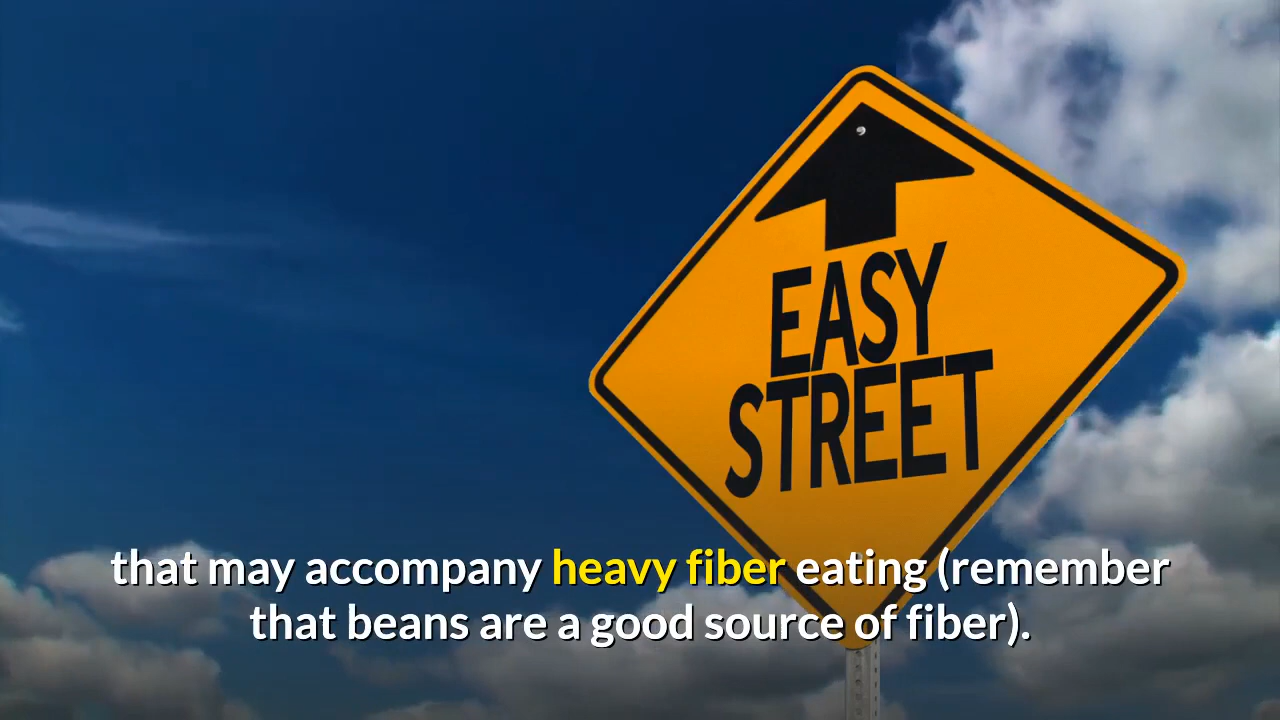 EASY
STREET
that may accompany heavy fiber eating (remember
that beans are a good source of fiber).